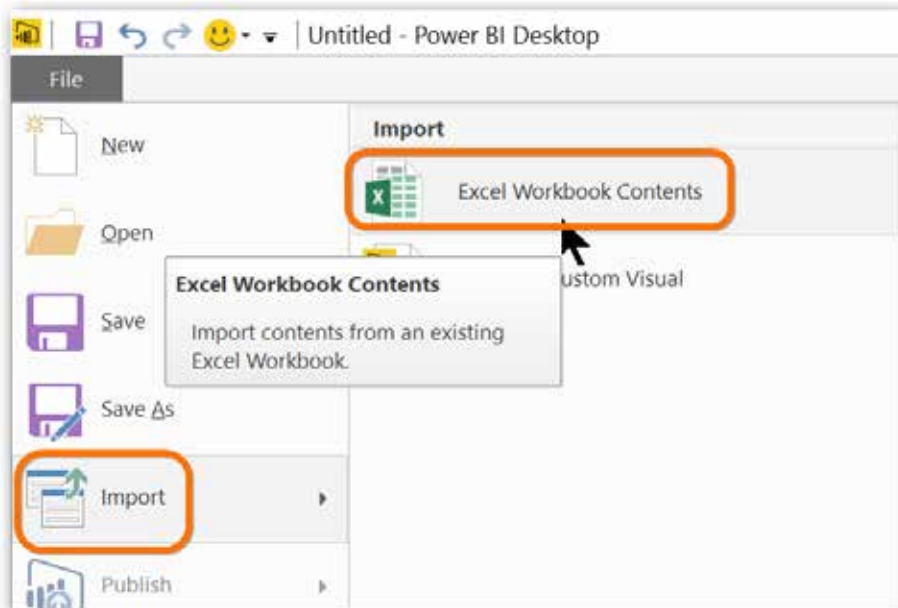 Untitled - Power BI Desktop
File
New
Open
Save
Save As
Import
Publish
Import
Excel Workbook Contents
ustom Visual
Excel Workbook Contents
Import contents from an existing
Excel Workbook.